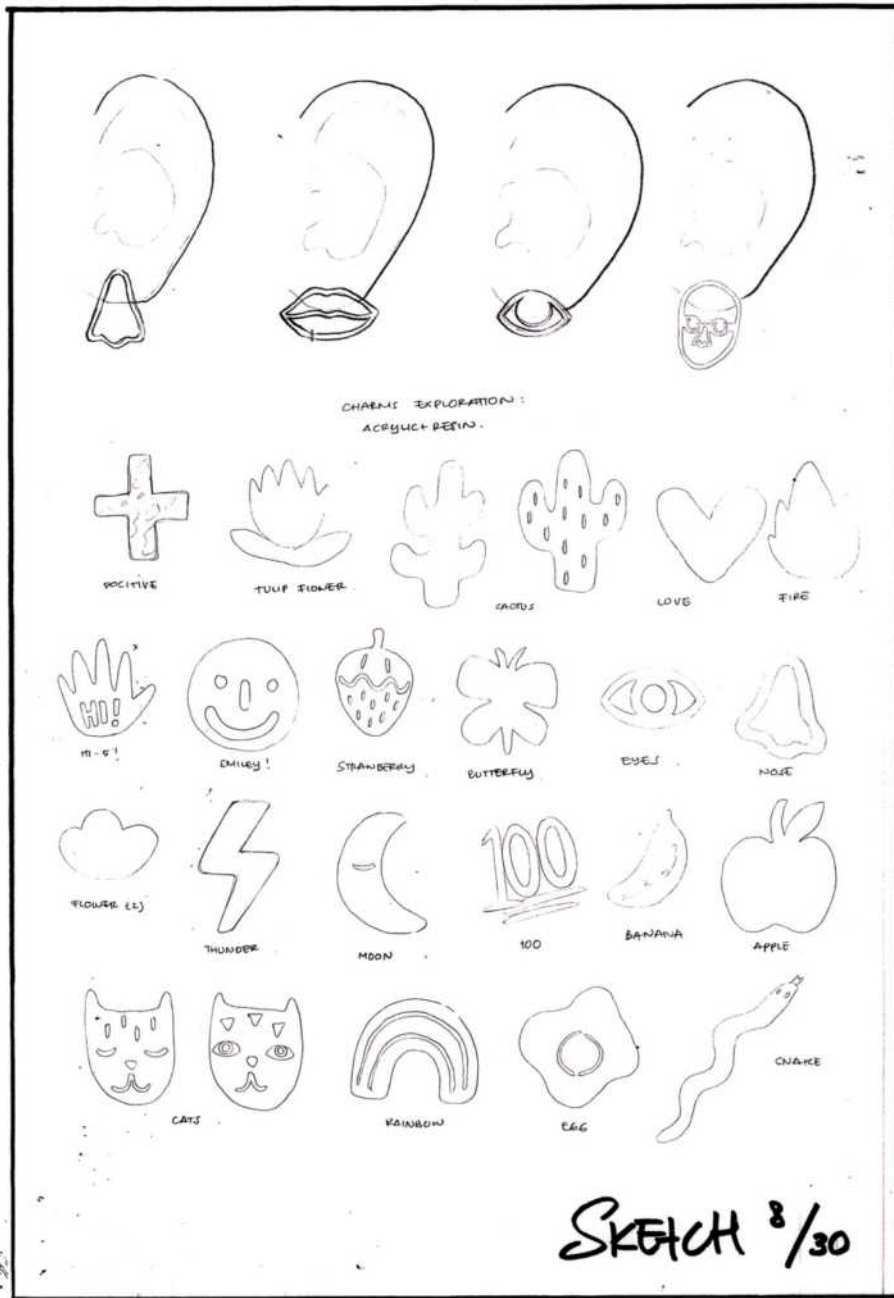 CHARMS EXPLORATION:
ACRYLIC + RESIN.
POSITIVE
TULIP FLOWER
CACTUS
LOVE
FIRE
HI!
HI-5!
SMILEY!
STRAWBERRY
BUTTERFLY
EYES
NOSE
100
FLOWER (2)
THUNDER
MOON
100
BANANA
APPLE
CATS
RAINBOW
EGG
SNAKE
SKETCH 8/30